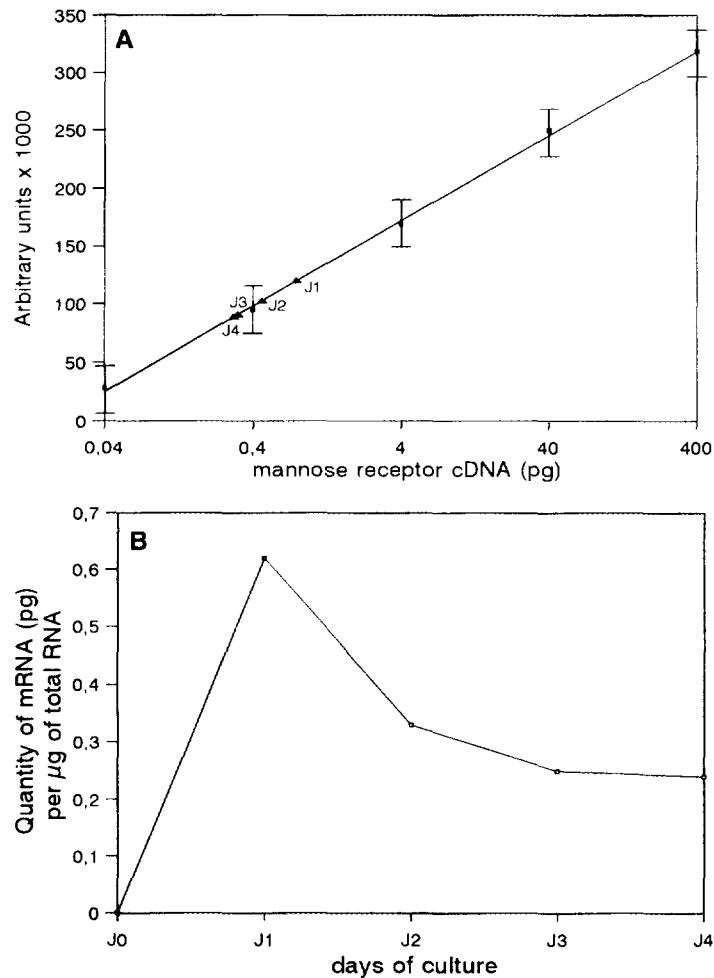 A
350
300
250
200
150
100
50
0
Arbitrary units x 1000
J1
J2
J3
J4
0,04
0,4
4
40
400
mannose receptor cDNA (pg)
B
0,7
0,6
0,5
0,4
0,3
0,2
0,1
0
Quantity of mRNA (pg)
per µg of total RNA
J0
J1
J2
J3
J4
days of culture